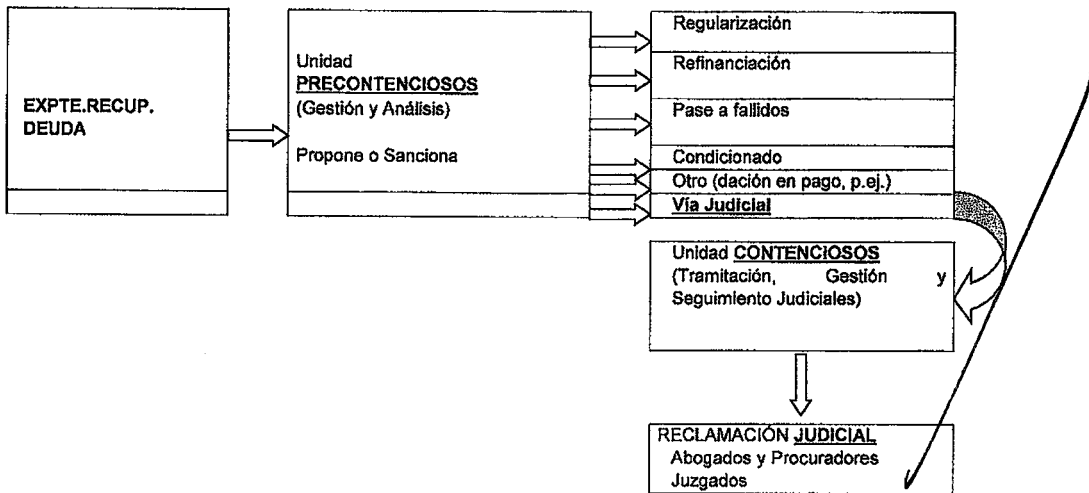 EXPTE.RECUP.
DEUDA
Unidad
PRECONTENCIOSOS
(Gestión y Análisis)
Propone o Sanciona
Regularización
Refinanciación
Pase a fallidos
Condicionado
Otro (dación en pago, p.ej.)
Vía Judicial
Unidad CONTENCIOSOS
(Tramitación, Gestión y
Seguimiento Judiciales)
RECLAMACIÓN JUDICIAL
Abogados y Procuradores
Juzgados